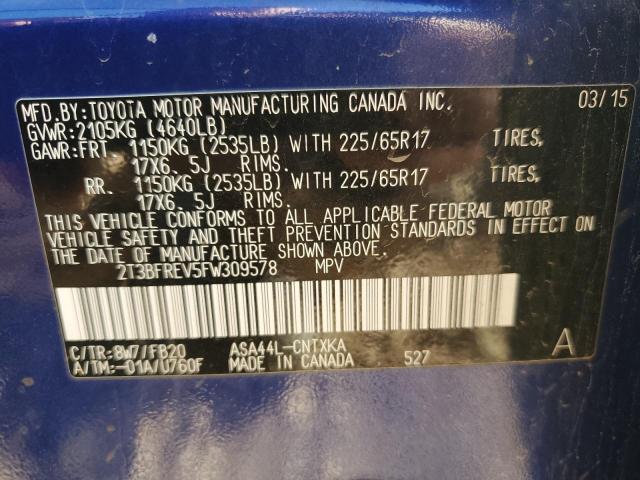 MFD.BY:TOYOTA MOTOR MANUFACTURING CANADA INC. 03/15
GVWR:2105KG (4640LB)
GAWR:FRT 1150KG (2535LB) WITH 225/65R17 TIRES,
17X6.5J RIMS.
RR. 1150KG (2535LB) WITH 225/65R17 TIRES,
17X6.5J RIMS.
THIS VEHICLE CONFORMS TO ALL APPLICABLE FEDERAL MOTOR
VEHICLE SAFETY AND THEFT PREVENTION STANDARDS IN EFFECT ON
THE DATE OF MANUFACTURE SHOWN ABOVE.
2T3BFREV5FW309578 MPV
C/TR:8W7/FB20 ASA44L-CNTXKA A
A/TM:-01A/U760F MADE IN CANADA 527